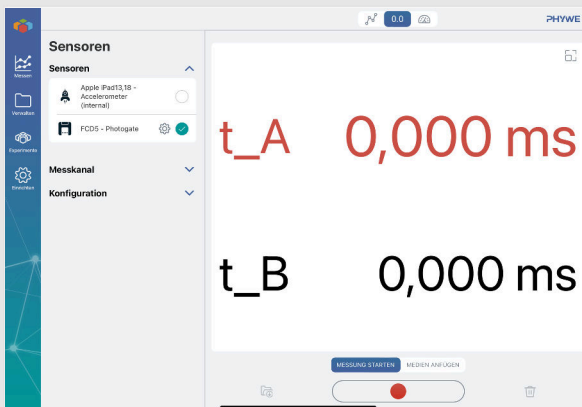 0.0
PHYWE
Sensoren
Sensoren
Apple iPad13,18 -
Accelerometer
(internal)
FCD5 - Photogate
Messkanal
Konfiguration
Messen
Verwalten
Experimente
Einrichten
t_A 0,000 ms
t_B 0,000 ms
MESSUNG STARTEN
MEDIEN ANFÜGEN